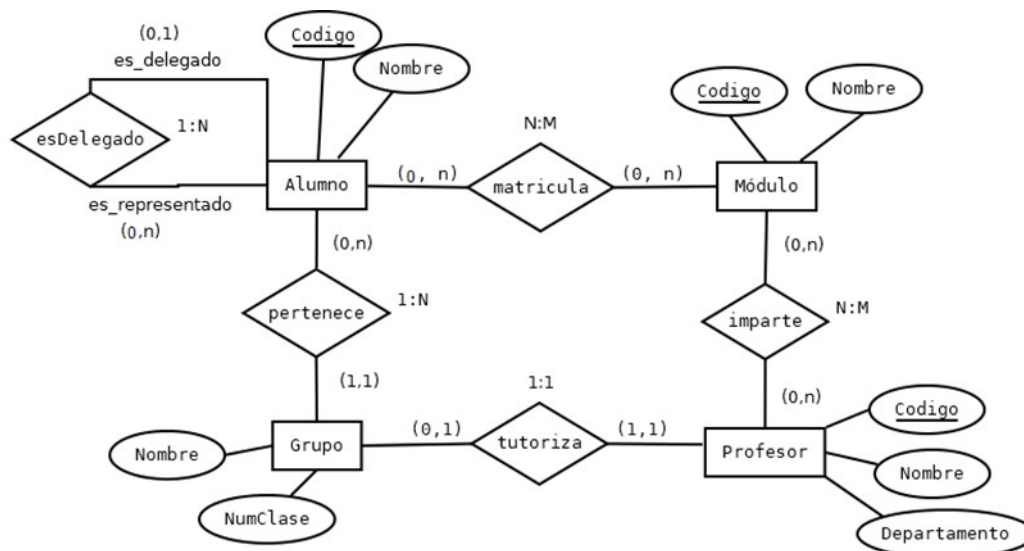 (0,1)
es_delegado
Codigo
Nombre
esDelegado
1:N
Alumno
es_representado
(0,n)
(0, n)
N:M
matricula
(0, n)
Codigo
Nombre
Módulo
(0,n)
pertenece
1:N
(1,1)
(0,n)
imparte
N:M
(0,n)
Nombre
Grupo
NumClase
(0,1)
1:1
tutoriza
(1,1)
Profesor
Codigo
Nombre
Departamento